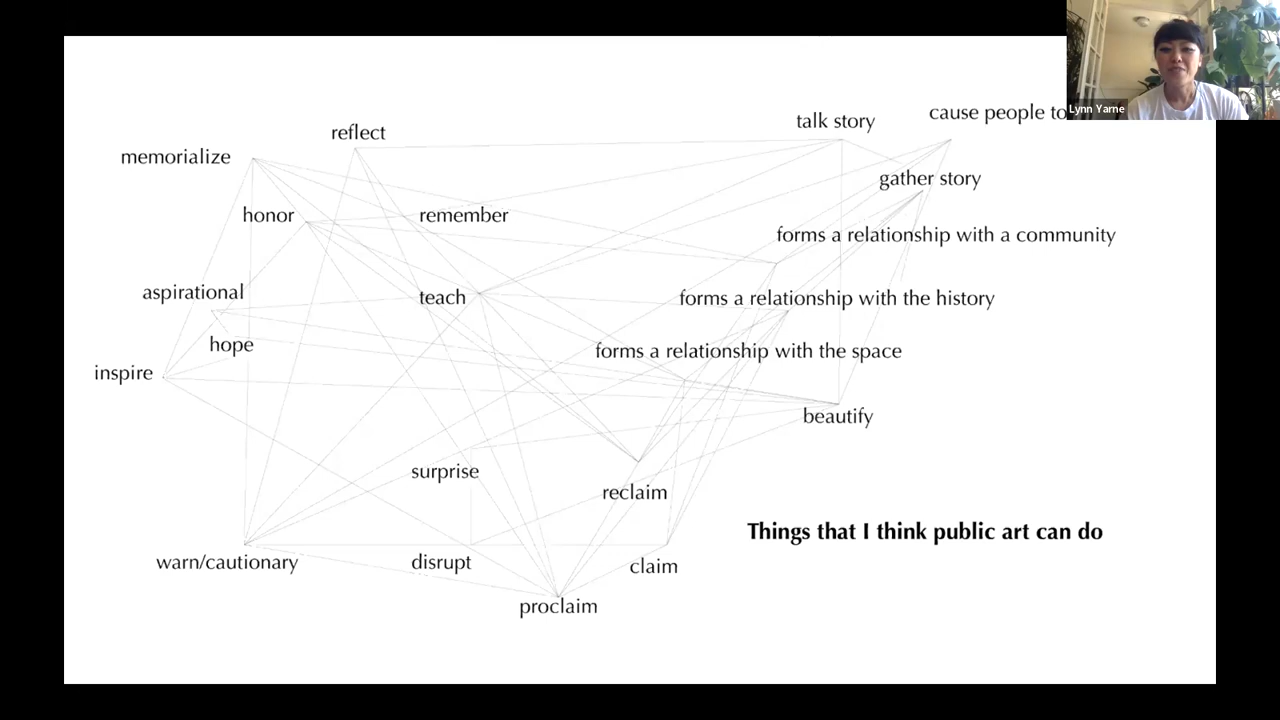 Lynn Yarne
cause people to
talk story
reflect
memorialize
gather story
honor
remember
forms a relationship with a community
aspirational
teach
forms a relationship with the history
hope
forms a relationship with the space
inspire
beautify
surprise
reclaim
Things that I think public art can do
warn/cautionary
disrupt
claim
proclaim